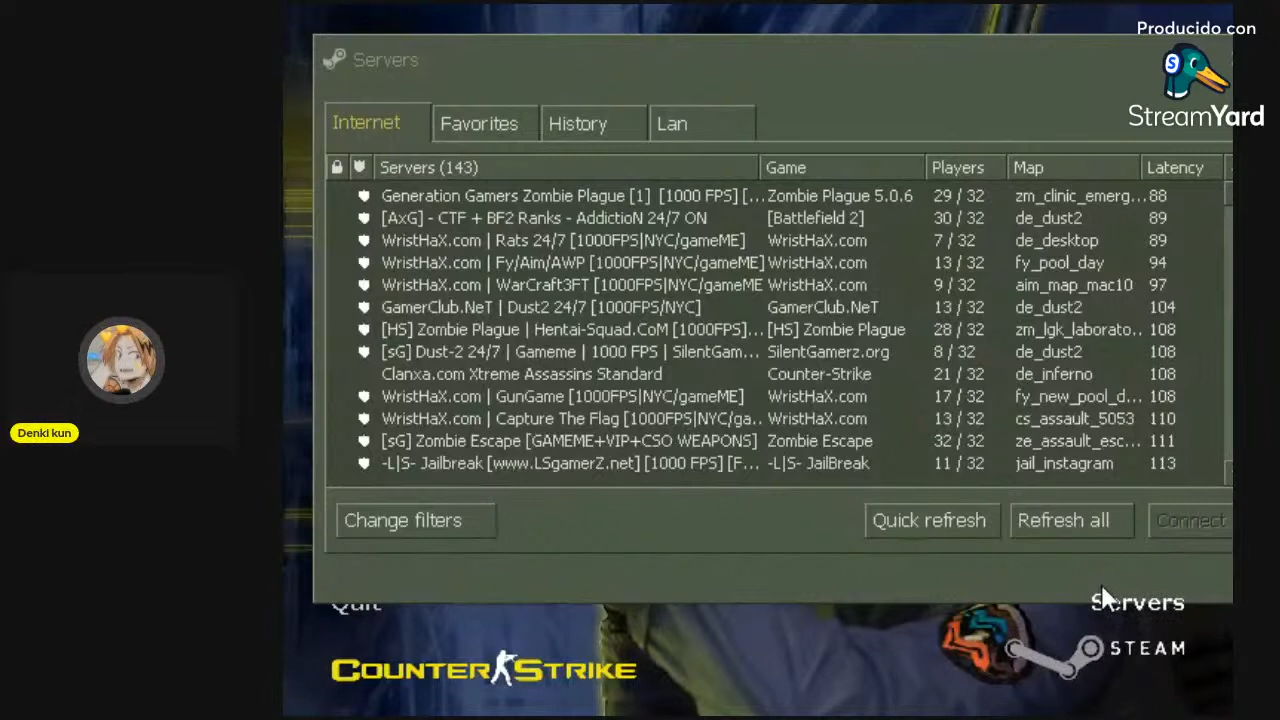 Producido con
StreamYard
Servers
Internet Favorites History Lan
Servers (143) Game Players Map Latency
Generation Gamers Zombie Plague [1] [1000 FPS] [... Zombie Plague 5.0.6 29 / 32 zm_clinic_emerg... 88
[AxG] - CTF + BF2 Ranks - AddictioN 24/7 ON [Battlefield 2] 30 / 32 de_dust2 89
WristHaX.com | Rats 24/7 [1000FPS|NYC/gameME] WristHaX.com 7 / 32 de_desktop 89
WristHaX.com | Fy/Aim/AWP [1000FPS|NYC/gameME] WristHaX.com 13 / 32 fy_pool_day 94
WristHaX.com | WarCraft3FT [1000FPS|NYC/gameME WristHaX.com 9 / 32 aim_map_mac10 97
GamerClub.NeT | Dust2 24/7 [1000FPS/NYC] GamerClub.NeT 13 / 32 de_dust2 104
[HS] Zombie Plague | Hentai-Squad.CoM [1000FPS]... [HS] Zombie Plague 28 / 32 zm_lgk_laborato... 108
[sG] Dust-2 24/7 | Gameme | 1000 FPS | SilentGam... SilentGamerz.org 8 / 32 de_dust2 108
Clanxa.com Xtreme Assassins Standard Counter-Strike 21 / 32 de_inferno 108
WristHaX.com | GunGame [1000FPS|NYC/gameME] WristHaX.com 17 / 32 fy_new_pool_d... 108
WristHaX.com | Capture The Flag [1000FPS|NYC/ga... WristHaX.com 13 / 32 cs_assault_5053 110
[sG] Zombie Escape [GAMEME+VIP+CSO WEAPONS] Zombie Escape 32 / 32 ze_assault_esc... 111
-L|S- Jailbreak [www.LSgamerZ.net] [1000 FPS] [F... -L|S- JailBreak 11 / 32 jail_instagram 113
Denki kun
Change filters Quick refresh Refresh all Connect
Quit Servers
STEAM
COUNTER STRIKE